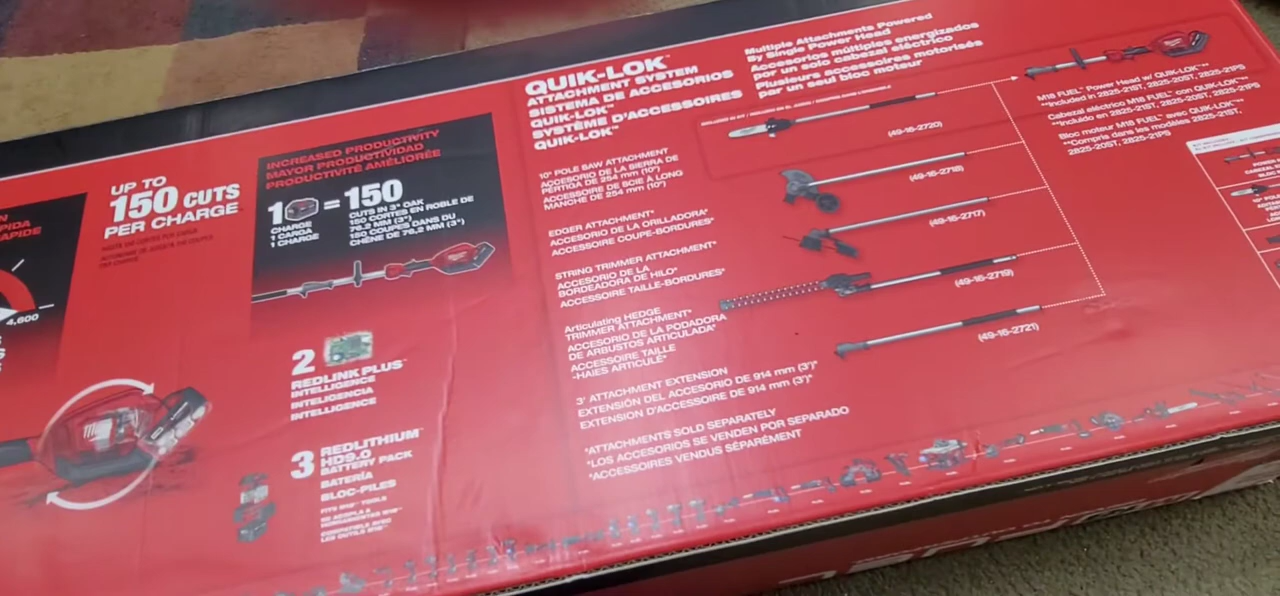 4,600
UP TO
150 CUTS
PER CHARGE
INCREASED PRODUCTIVITY
MAYOR PRODUCTIVIDAD
PRODUCTIVITÉ AMÉLIORÉE
1 = 150
CHARGE
1 CARGA
1 CHARGE
CUTS IN 3" OAK
150 CORTES EN ROBLE DE
76,2 MM (3")
150 COUPES DANS DU
CHÊNE DE 76,2 MM (3")
2 REDLINK PLUS™
INTELLIGENCE
INTELIGENCIA
INTELLIGENCE
3 REDLITHIUM™
HD9.0
BATTERY PACK
BATERÍA
BLOC-PILES
QUIK-LOK™
ATTACHMENT SYSTEM
SISTEMA DE ACCESORIOS
QUIK-LOK™
SYSTÈME D'ACCESSOIRES
QUIK-LOK™
Multiple Attachments Powered
By Single Power Head
Accesorios múltiples energizados
por un solo cabezal eléctrico
Plusieurs accessoires motorisés
par un seul bloc moteur
10" POLE SAW ATTACHMENT
ACCESORIO DE LA SIERRA DE
PÉRTIGA DE 254 mm (10")
ACCESSOIRE DE SCIE À LONG
MANCHE DE 254 mm (10")
(49-16-2720)
EDGER ATTACHMENT*
ACCESORIO DE LA ORILLADORA*
ACCESSOIRE COUPE-BORDURES*
(49-16-2718)
STRING TRIMMER ATTACHMENT*
ACCESORIO DE LA
BORDEADORA DE HILO*
ACCESSOIRE TAILLE-BORDURES*
(49-16-2717)
Articulating HEDGE
TRIMMER ATTACHMENT*
ACCESORIO DE LA PODADORA
DE ARBUSTOS ARTICULADA*
ACCESSOIRE TAILLE
-HAIES ARTICULÉ*
(49-16-2719)
3' ATTACHMENT EXTENSION
EXTENSIÓN DEL ACCESORIO DE 914 mm (3')*
EXTENSION D'ACCESSOIRE DE 914 mm (3')*
(49-16-2721)
*ATTACHMENTS SOLD SEPARATELY
*LOS ACCESORIOS SE VENDEN POR SEPARADO
*ACCESSOIRES VENDUS SÉPARÉMENT
M18 FUEL™ Power Head w/ QUIK-LOK™**
**Included in 2825-21ST, 2825-20ST, 2825-21PS
Cabezal eléctrico M18 FUEL™ con QUIK-LOK™**
**Incluido en 2825-21ST, 2825-20ST, 2825-21PS
Bloc moteur M18 FUEL™ avec QUIK-LOK™**
**Compris dans les modèles 2825-21ST,
2825-20ST, 2825-21PS